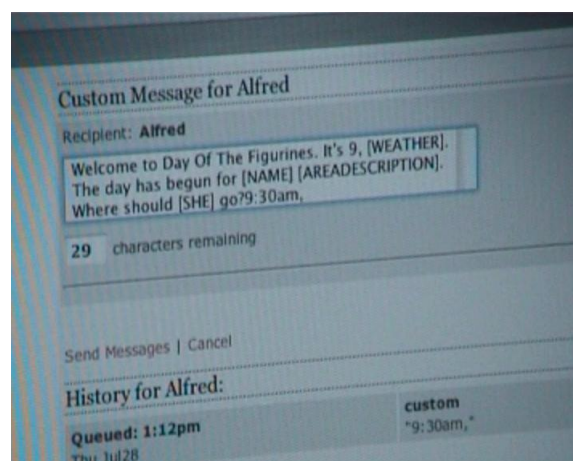 Custom Message for Alfred
Recipient: Alfred
Welcome to Day Of The Figurines. It's 9, [WEATHER].
The day has begun for [NAME] [AREADESCRIPTION].
Where should [SHE] go?9:30am,
29 characters remaining
Send Messages | Cancel
History for Alfred:
Queued: 1:12pm custom
Thu Jul28 "9:30am,"